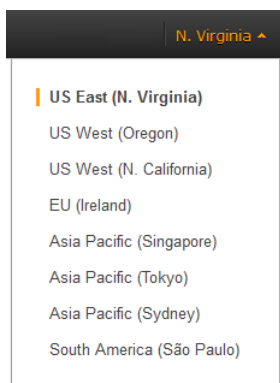 N. Virginia
US East (N. Virginia)
US West (Oregon)
US West (N. California)
EU (Ireland)
Asia Pacific (Singapore)
Asia Pacific (Tokyo)
Asia Pacific (Sydney)
South America (São Paulo)